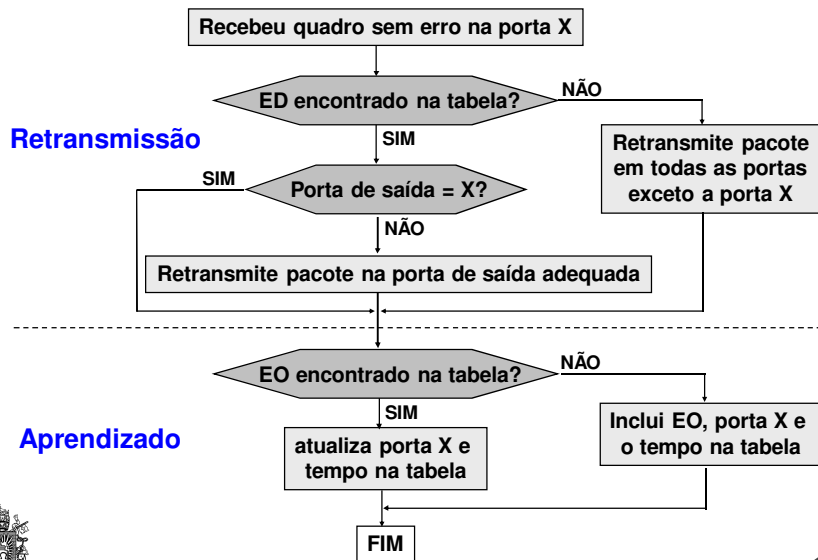 Recebeu quadro sem erro na porta X
ED encontrado na tabela?
NÃO
Retransmissão
SIM
Retransmite pacote
em todas as portas
exceto a porta X
SIM
Porta de saída = X?
NÃO
Retransmite pacote na porta de saída adequada
EO encontrado na tabela?
NÃO
Aprendizado
SIM
atualiza porta X e
tempo na tabela
Inclui EO, porta X e
o tempo na tabela
FIM